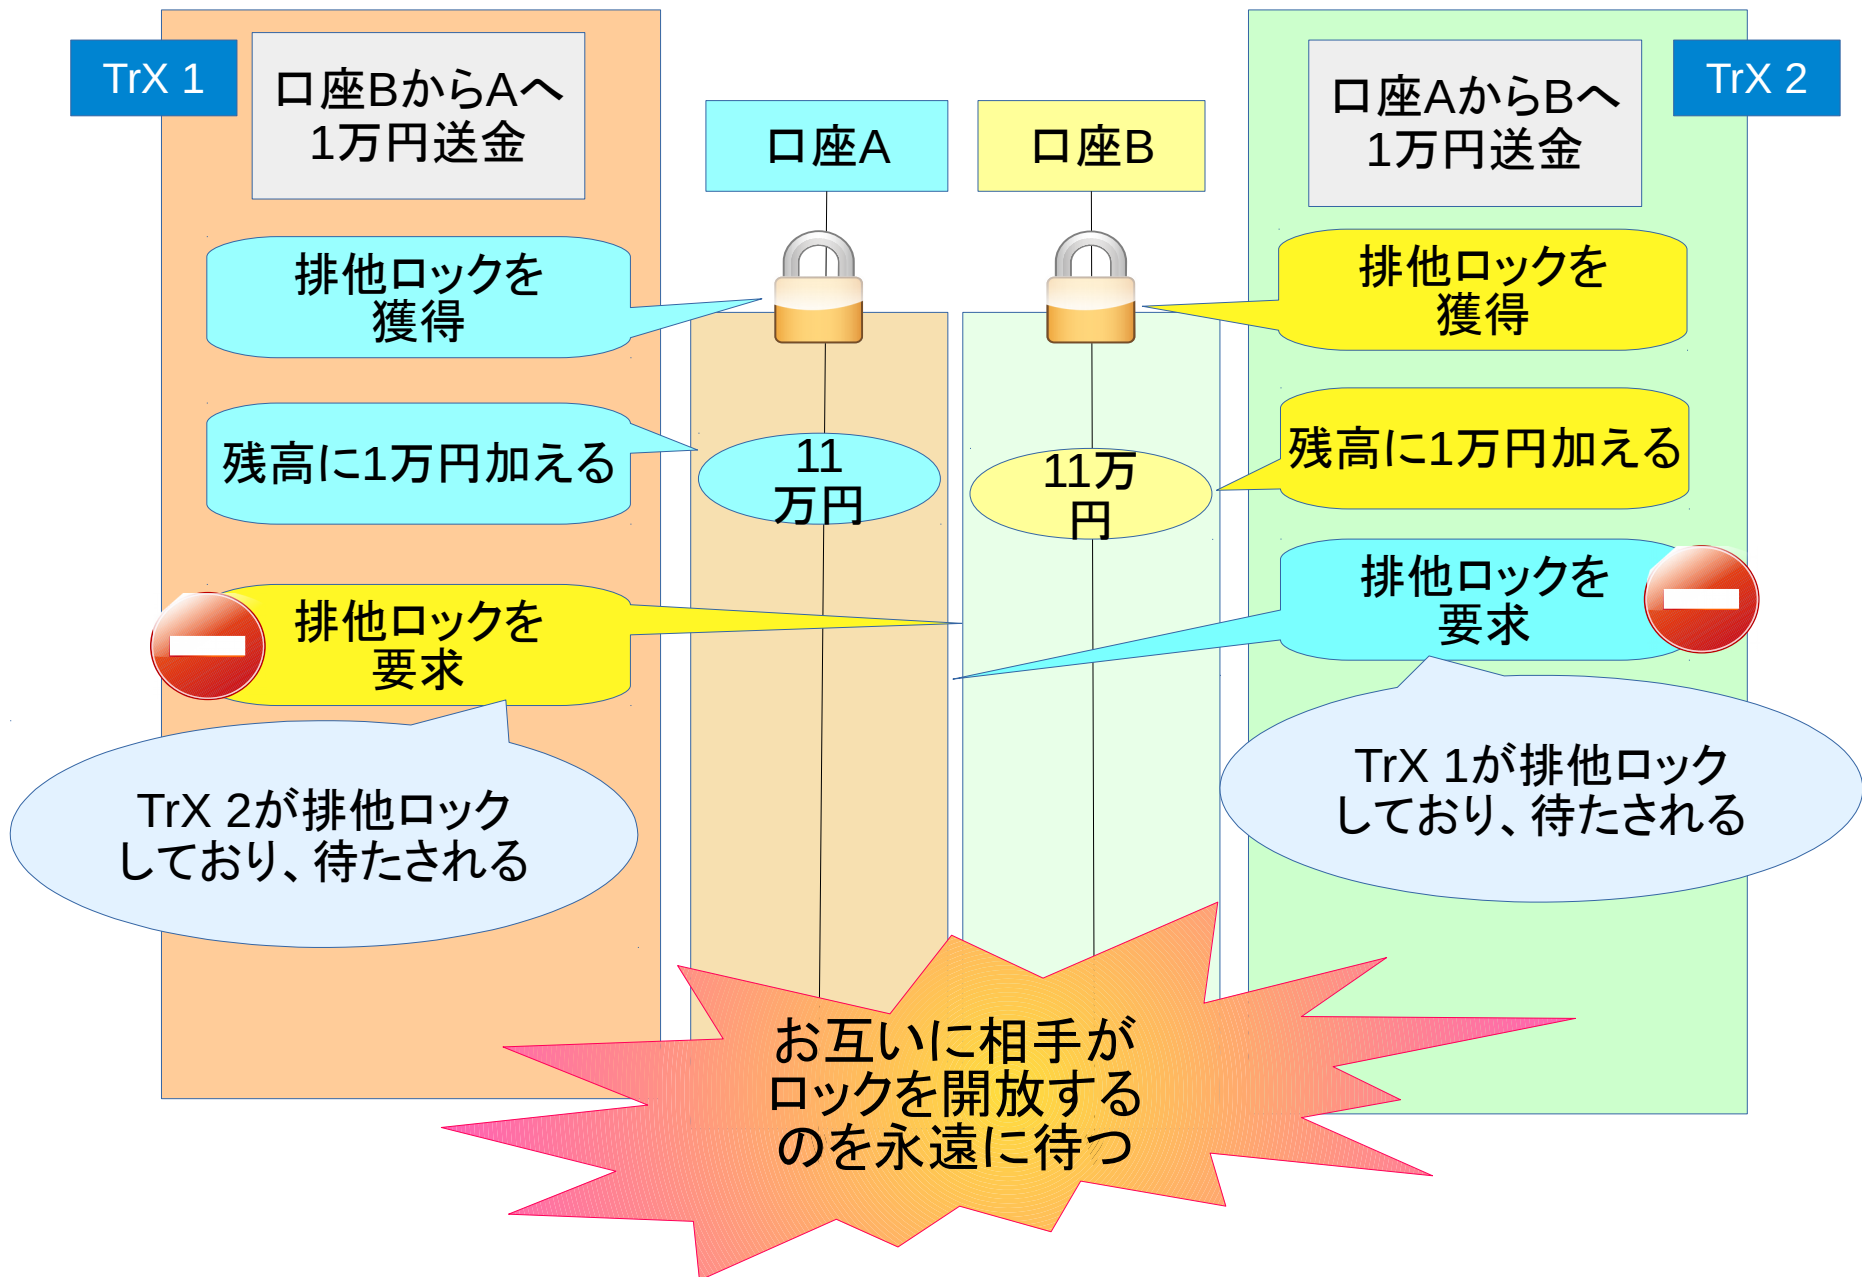 TrX 1
口座BからAへ
1万円送金
口座A
口座B
口座AからBへ
1万円送金
TrX 2
排他ロックを
獲得
排他ロックを
獲得
残高に1万円加える
11
万円
11万
円
残高に1万円加える
排他ロックを
要求
排他ロックを
要求
TrX 2が排他ロック
しており、待たされる
TrX 1が排他ロック
しており、待たされる
お互いに相手が
ロックを開放する
のを永遠に待つ